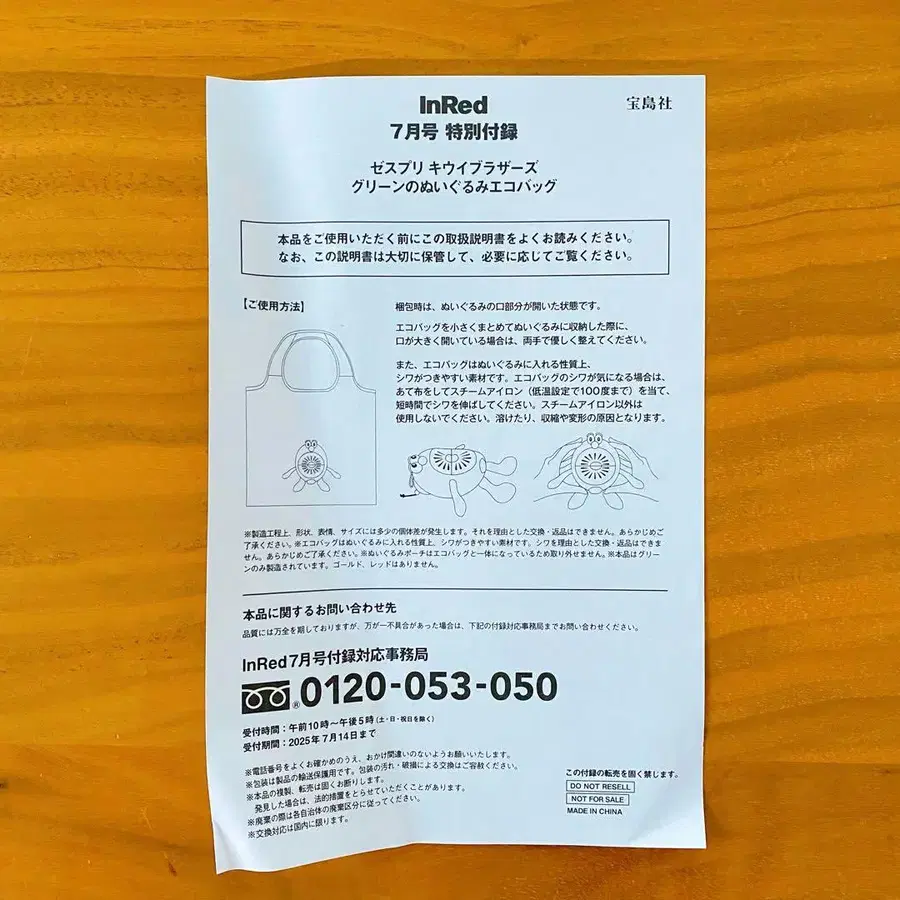 InRed
宝島社
7月号 特別付録
ゼスプリ キウイブラザーズ
グリーンのぬいぐるみエコバッグ
本品をご使用いただく前にこの取扱説明書をよくお読みください。
なお、この説明書は大切に保管して、必要に応じてご覧ください。
【ご使用方法】
梱包時は、ぬいぐるみの口部分が開いた状態です。
エコバッグを小さくまとめてぬいぐるみに収納した際に、
口が大きく開いている場合は、両手で優しく整えてください。
また、エコバッグはぬいぐるみに入れる性質上、
シワがつきやすい素材です。エコバッグのシワが気になる場合は、
あて布をしてスチームアイロン（低温設定で100度まで）を当て、
短時間でシワを伸ばしてください。スチームアイロン以外は
使用しないでください。溶けたり、収縮や変形の原因となります。
※製造工程上、形状、表情、サイズには多少の個体差が発生します。それを理由とした交換・返品はできません。あらかじめご
了承ください。※エコバッグはぬいぐるみに入れる性質上、シワがつきやすい素材です。シワを理由とした交換・返品はできま
せん。あらかじめご了承ください。※ぬいぐるみポーチはエコバッグと一体になっているため取り外せません。※本品はグリー
ンのみ製造されています。ゴールド、レッドはありません。
本品に関するお問い合わせ先
品質には万全を期しておりますが、万が一不具合があった場合は、下記の付録対応事務局までお問い合わせください。
InRed7月号付録対応事務局
®0120-053-050
受付時間：午前10時〜午後5時（土・日・祝日を除く）
受付期間：2025年7月14日まで
※電話番号をよくお確かめのうえ、おかけ間違いのないようお願いいたします。
※包装は製品の輸送保護用です。包装の汚れ・破損による交換はご容赦ください。
※本品の複製、転売は固くお断りします。
発見した場合は、法的措置をとらせていただくことがあります。
※廃棄の際は各自治体の廃棄区分に従ってください。
※交換対応は国内に限ります。
この付録の転売を固く禁じます。
DO NOT RESELL
NOT FOR SALE
MADE IN CHINA